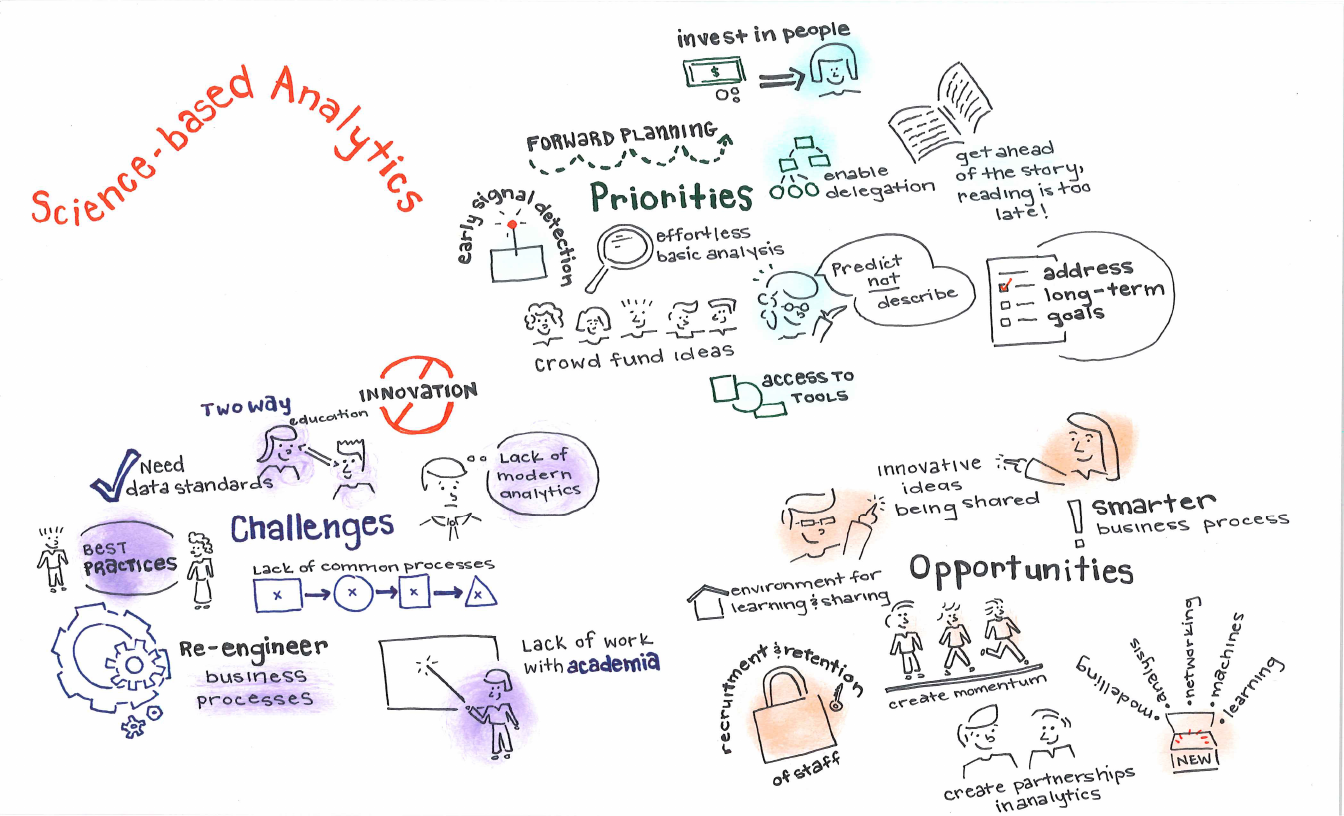 Science-based Analytics
invest in people
$
FORWARD PLANNING
Priorities
enable
delegation
get ahead
of the story,
reading is too
late!
early signal detection
effortless
basic analysis
Predict
not
describe
address
long-term
goals
crowd fund ideas
access to
tools
INNOVATION
Two way
education
Need
data standards
Lack of
modern
analytics
Challenges
BEST
PRACTICES
Lack of common processes
x
x
x
x
Re-engineer
business
processes
Lack of work
with academia
innovative
ideas
being shared
smarter
business process
Opportunities
environment for
learning & sharing
recruitment & retention
of staff
create momentum
create partnerships
in analytics
modelling
analysis
networking
machines
learning
NEW